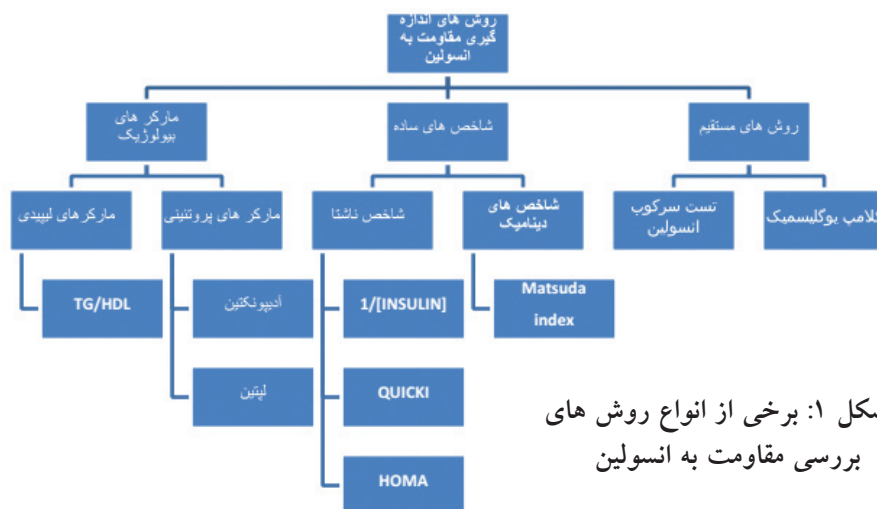 روش های اندازه
گیری مقاومت به
انسولین
روش های مستقیم
شاخص های ساده
مارکر های
بیولوژیک
کلامپ یوگلیسمیک
تست سرکوب
انسولین
شاخص های
دینامیک
شاخص ناشتا
مارکر های پروتئینی
مارکرهای لیپیدی
Matsuda
index
1/[INSULIN]
QUICKI
HOMA
آدیپونکتین
لپتین
TG/HDL
شکل ۱: برخی از انواع روش های
بررسی مقاومت به انسولین